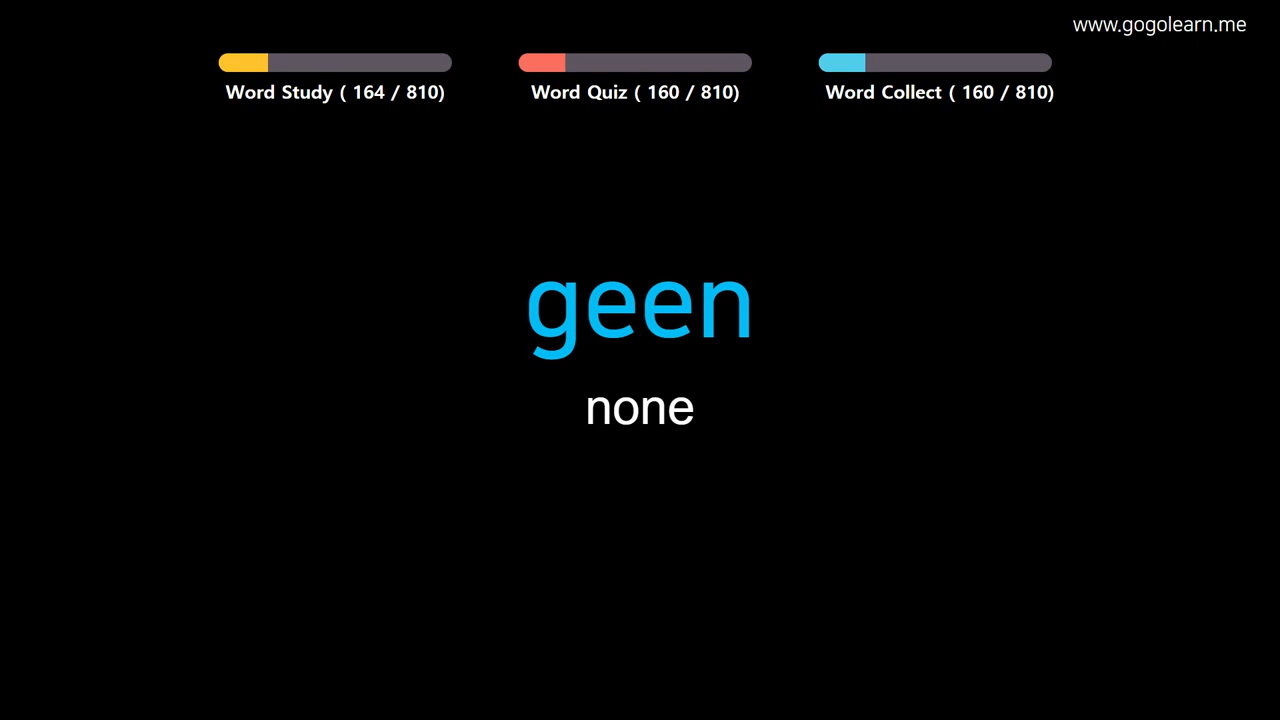 www.gogolearn.me
Word Study ( 164 / 810)
Word Quiz ( 160 / 810)
Word Collect ( 160 / 810)
geen
none